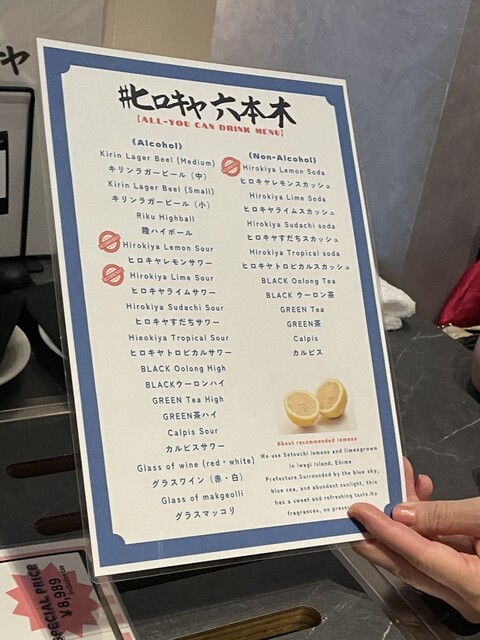 #ヒロキヤ 六本木
【ALL-YOU CAN DRINK MENU】
《Alcohol》
Kirin Lager Beel (Medium)
キリンラガービール（中）
Kirin Lager Beel (Small)
キリンラガービール（小）
Riku Highball
陸ハイボール
Hirokiya Lemon Sour
ヒロキヤレモンサワー
Hirokiya Lime Sour
ヒロキヤライムサワー
Hirokiya Sudachi Sour
ヒロキヤすだちサワー
Hieokiya Tropical Sour
ヒロキヤトロピカルサワー
BLACK Oolong High
BLACKウーロンハイ
GREEN Tea High
GREEN茶ハイ
Calpis Sour
カルピスサワー
Glass of wine (red・white)
グラスワイン（赤・白）
Glass of makgeolli
グラスマッコリ
《Non-Alcohol》
Hirokiya Lemon Soda
ヒロキヤレモンスカッシュ
Hirokiya Lime Soda
ヒロキヤライムスカッシュ
Hirokiya Sudachi soda
ヒロキヤすだちスカッシュ
Hirokiya Tropical soda
ヒロキヤトロピカルスカッシュ
BLACK Oolong Tea
BLACK ウーロン茶
GREEN Tea
GREEN茶
Calpis
カルピス
About recommended lemons
We use Setouchi lemons and limesgrown
in Iwagi Island, Ehime
Prefecture.Surrounded by the blue sky,
blue sea, and abundant sunlight, this
has a sweet and refreshing taste.No
fragrances, no
SPECIAL PRICE
¥8,989